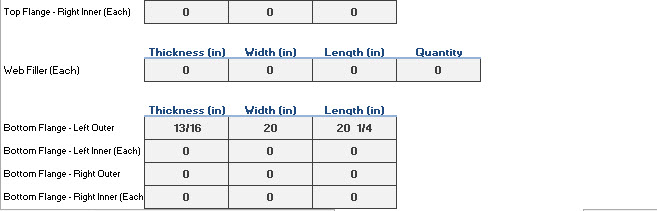 Top Flange - Right Inner (Each) 0 0 0
Thickness (in) Width (in) Length (in) Quantity
Web Filler (Each) 0 0 0 0
Thickness (in) Width (in) Length (in)
Bottom Flange - Left Outer 13/16 20 20 1/4
Bottom Flange - Left Inner (Each) 0 0 0
Bottom Flange - Right Outer 0 0 0
Bottom Flange - Right Inner (Each 0 0 0